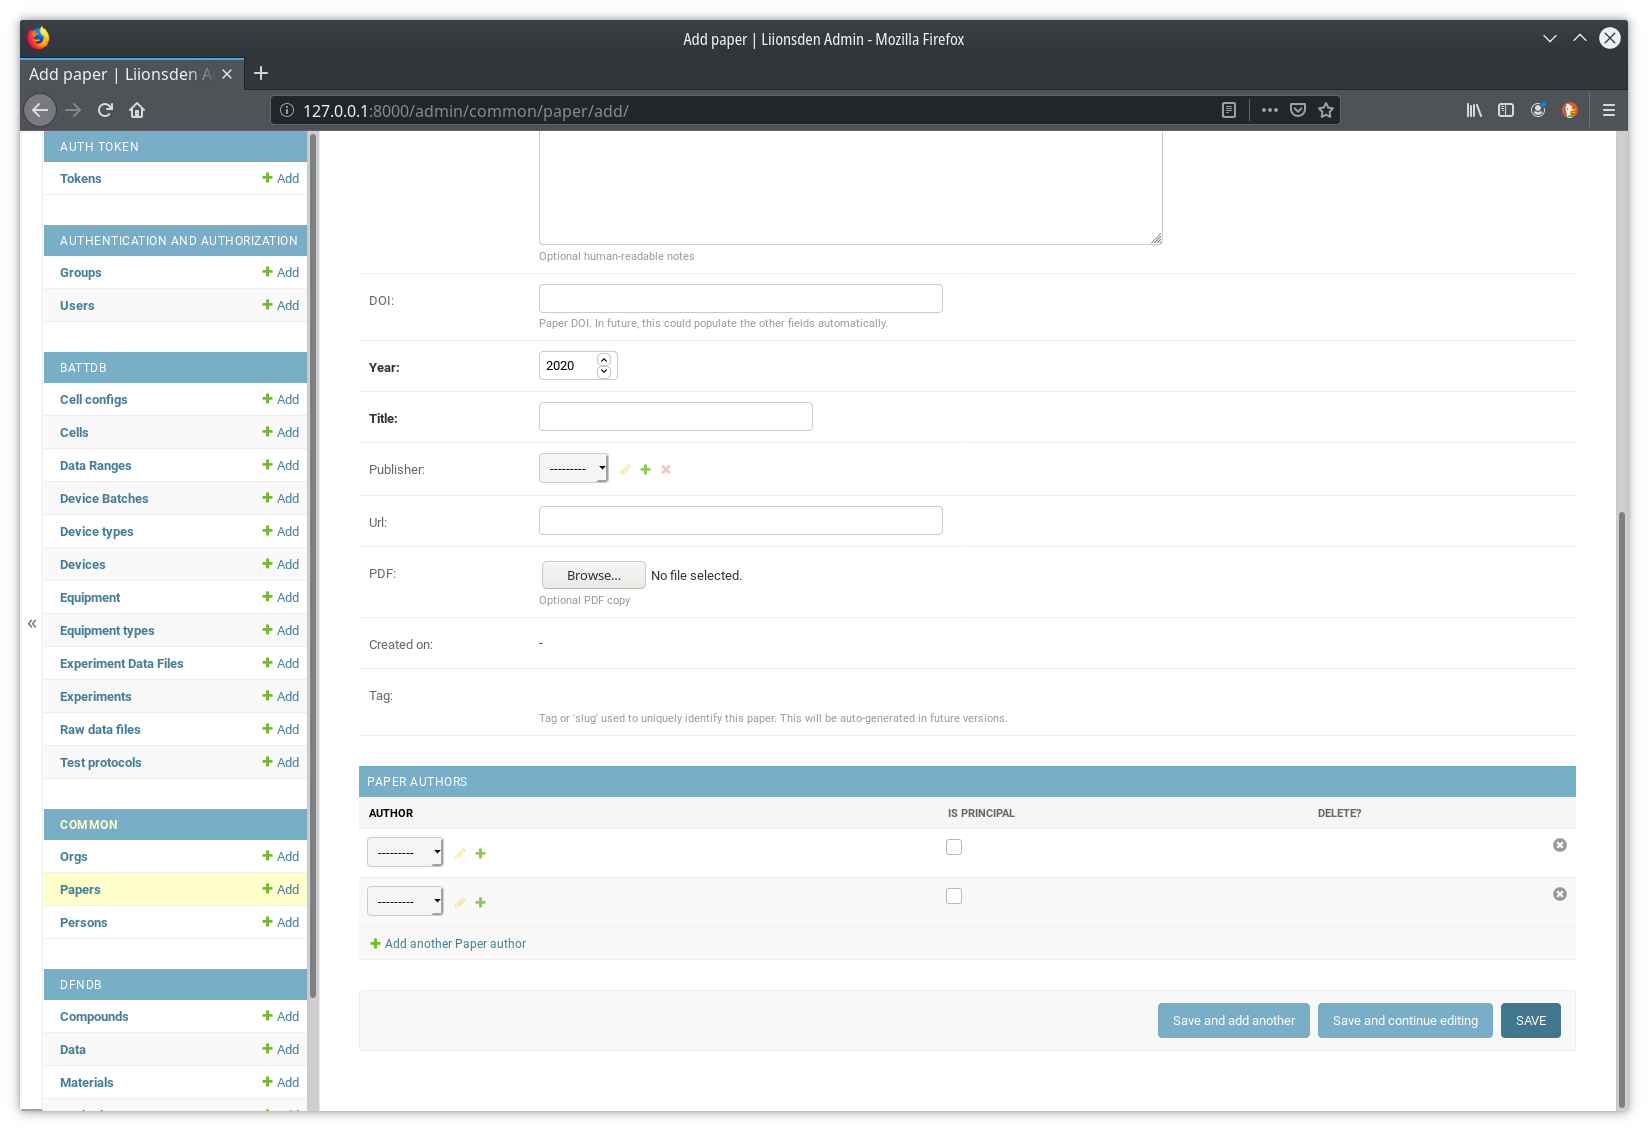 Add paper | Liionsden Admin - Mozilla Firefox
Add paper | Liionsden Ad
127.0.0.1:8000/admin/common/paper/add/
AUTH TOKEN
Tokens Add
AUTHENTICATION AND AUTHORIZATION
Groups Add
Users Add
BATTDB
Cell configs Add
Cells Add
Data Ranges Add
Device Batches Add
Device types Add
Devices Add
Equipment Add
Equipment types Add
Experiment Data Files Add
Experiments Add
Raw data files Add
Test protocols Add
COMMON
Orgs Add
Papers Add
Persons Add
DFNDB
Compounds Add
Data Add
Materials Add
«
Optional human-readable notes
DOI:
Paper DOI. In future, this could populate the other fields automatically.
Year: 2020
Title:
Publisher: ---------
Url:
PDF: Browse... No file selected.
Optional PDF copy
Created on: -
Tag:
Tag or 'slug' used to uniquely identify this paper. This will be auto-generated in future versions.
PAPER AUTHORS
AUTHOR IS PRINCIPAL DELETE?
---------
---------
Add another Paper author
Save and add another Save and continue editing SAVE